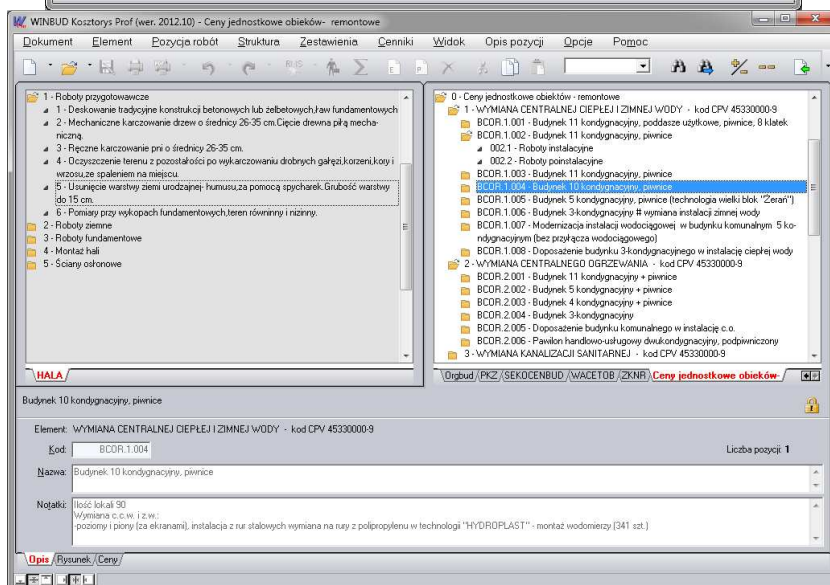 WINBUD Kosztorys Prof (wer. 2012.10) - Ceny jednostkowe obieków- remontowe
Dokument Element Pozycja robót Struktura Zestawienia Cenniki Widok Opis pozycji Opcje Pomoc
1 - Roboty przygotowawcze
1 - Deskowanie tradycyjne konstrukcji betonowych lub żelbetowych,ław fundamentowych
2 - Mechaniczne karczowanie drzew o średnicy 26-35 cm.Cięcie drewna piłą mecha-
niczną.
3 - Ręczne karczowanie pni o średnicy 26-35 cm.
4 - Oczyszczenie terenu z pozostałości po wykarczowaniu drobnych gałęzi,korzeni,kory i
wrzosu,ze spaleniem na miejscu.
5 - Usunięcie warstwy ziemi urodzajnej- humusu,za pomocą spycharek.Grubość warstwy
do 15 cm.
6 - Pomiary przy wykopach fundamentowych,teren równinny i nizinny.
2 - Roboty ziemne
3 - Roboty fundamentowe
4 - Montaż hali
5 - Ściany osłonowe
HALA
0 - Ceny jednostkowe obiektów - remontowe
1 - WYMIANA CENTRALNEJ CIEPŁEJ I ZIMNEJ WODY - kod CPV 45330000-9
BCOR.1.001 - Budynek 11 kondygnacyjny, poddasze użytkowe, piwnice, 8 klatek
BCOR.1.002 - Budynek 11 kondygnacyjny, piwnice
002.1 - Roboty instalacyjne
002.2 - Roboty poinstalacyjne
BCOR.1.003 - Budynek 11 kondygnacyjny, piwnice
BCOR.1.004 - Budynek 10 kondygnacyjny, piwnice
BCOR.1.005 - Budynek 5 kondygnacyjny, piwnice (technologia wielki blok "Żerań")
BCOR.1.006 - Budynek 3-kondygnacyjny # wymiana instalacji zimnej wody
BCOR.1.007 - Modernizacja instalacji wodociągowej w budynku komunalnym 5 ko-
ndygnacyjnym (bez przyłącza wodociągowego)
BCOR.1.008 - Doposażenie budynku 3-kondygnacyjnego w instalację ciepłej wody
2 - WYMIANA CENTRALNEGO OGRZEWANIA - kod CPV 45330000-9
BCOR.2.001 - Budynek 11 kondygnacyjny + piwnice
BCOR.2.002 - Budynek 5 kondygnacyjny + piwnice
BCOR.2.003 - Budynek 4 kondygnacyjny + piwnice
BCOR.2.004 - Budynek 3-kondygnacyjny
BCOR.2.005 - Doposażenie budynku komunalnego w instalację c.o.
BCOR.2.006 - Pawilon handlowo-usługowy dwukondygnacyjny, podpiwniczony
3 - WYMIANA KANALIZACJI SANITARNEJ - kod CPV 45330000-9
Orgbud PKZ SEKOCENBUD WACETOB ZKNR Ceny jednostkowe obieków-
Budynek 10 kondygnacyjny, piwnice
Element: WYMIANA CENTRALNEJ CIEPŁEJ I ZIMNEJ WODY - kod CPV 45330000-9
Kod: BCOR.1.004 Liczba pozycji: 1
Nazwa: Budynek 10 kondygnacyjny, piwnice
Notatki: Ilość lokali 90
Wymiana c.c.w. i z.w.:
-poziomy i piony (za ekranami), instalacja z rur stalowych wymiana na rury z polipropylenu w technologii "HYDROPLAST" - montaż wodomierzy (341 szt.)
Opis Rysunek Ceny